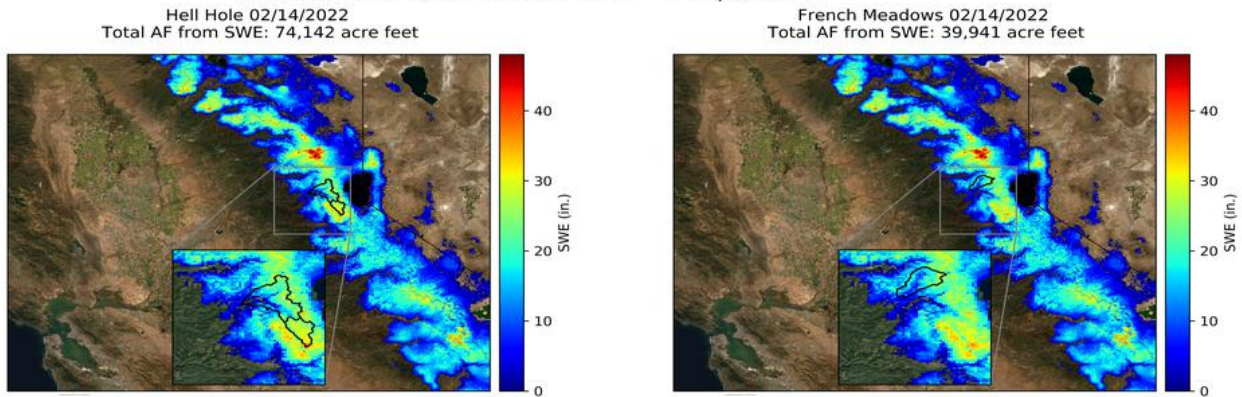 Hell Hole 02/14/2022
Total AF from SWE: 74,142 acre feet
40
30
20
10
0
SWE (in.)
French Meadows 02/14/2022
Total AF from SWE: 39,941 acre feet
40
30
20
10
0
SWE (in.)